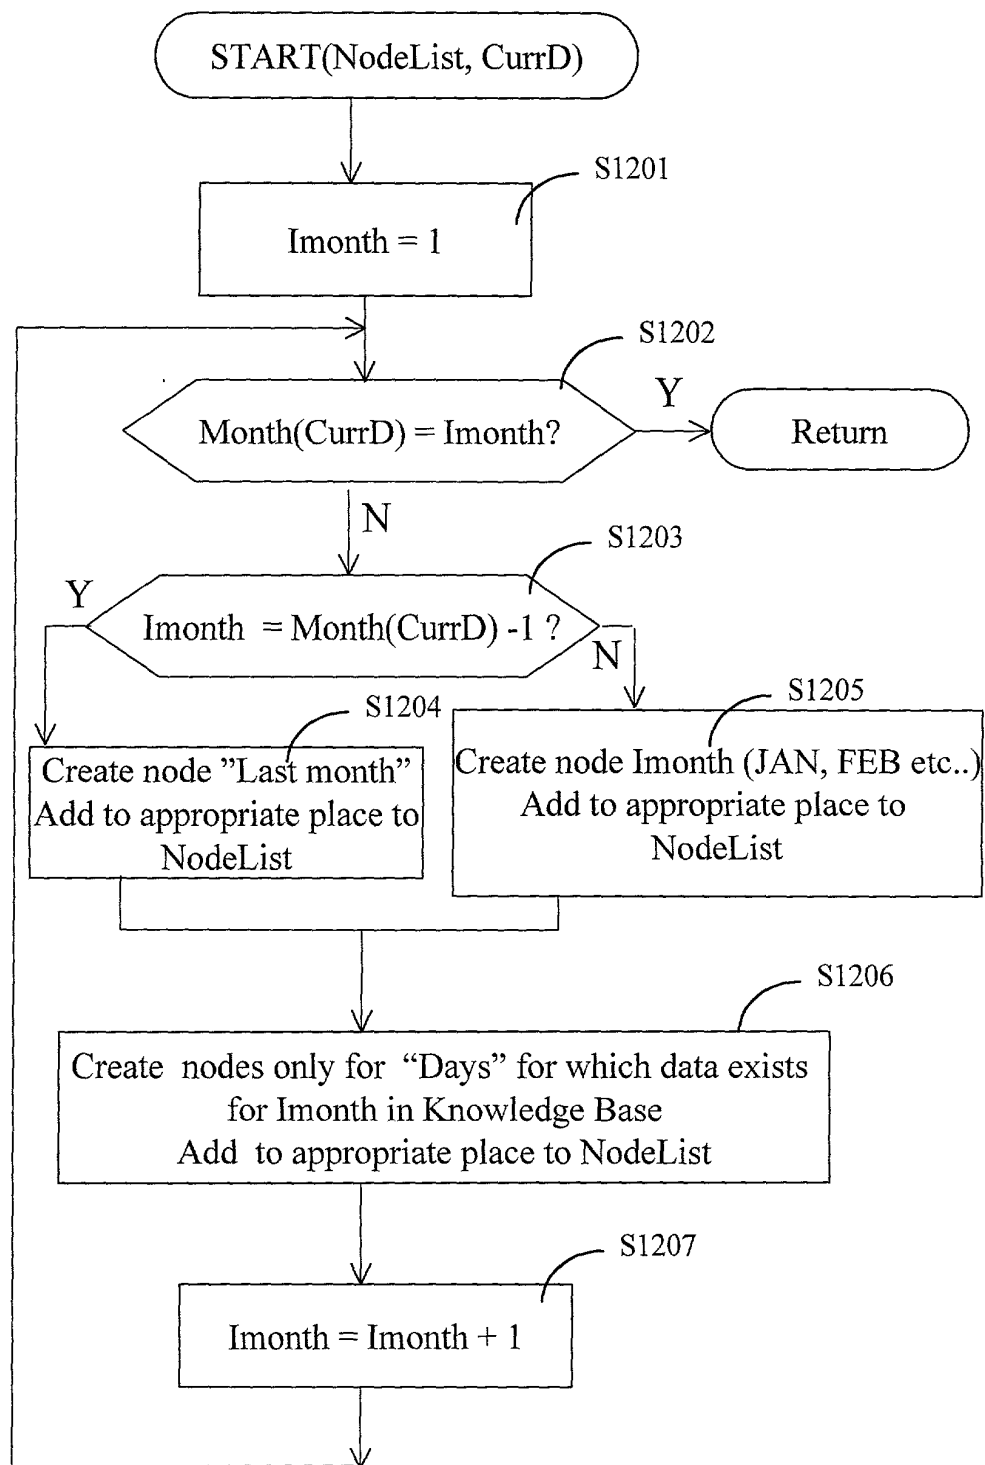 START(NodeList, CurrD)
S1201
Imonth = 1
S1202
Month(CurrD) = Imonth?
Y
Return
N
S1203
Y
Imonth = Month(CurrD) -1 ?
N
S1204
S1205
Create node ”Last month”
Add to appropriate place to
NodeList
Create node Imonth (JAN, FEB etc..)
Add to appropriate place to
NodeList
S1206
Create nodes only for “Days” for which data exists
for Imonth in Knowledge Base
Add to appropriate place to NodeList
S1207
Imonth = Imonth + 1